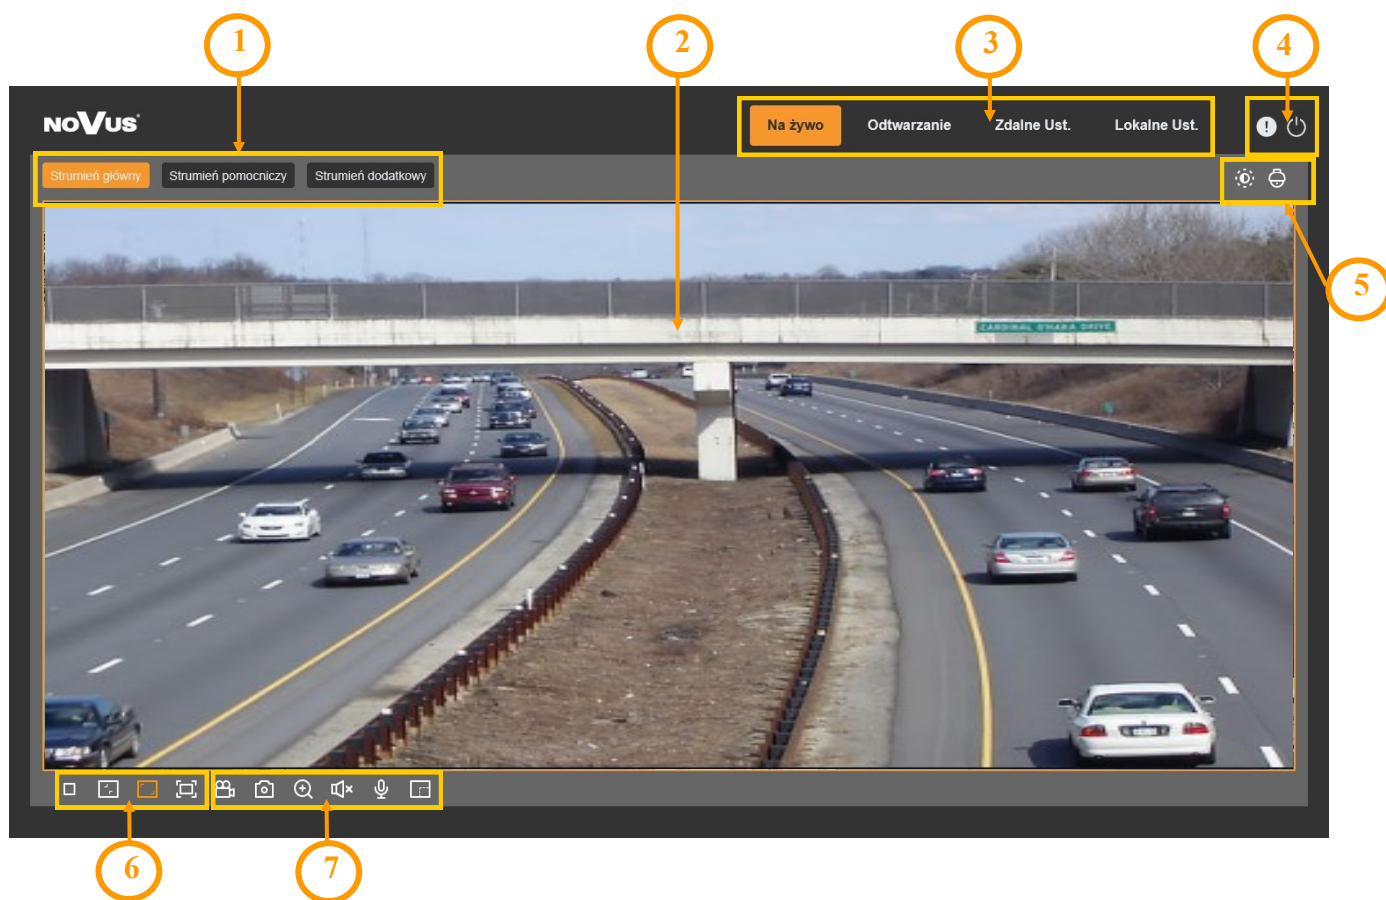 1
2
3
4
NOVUS
Na żywo
Odtwarzanie
Zdalne Ust.
Lokalne Ust.
Strumień główny
Strumień pomocniczy
Strumień dodatkowy
5
CARDINAL O'HARA DRIVE
6
7